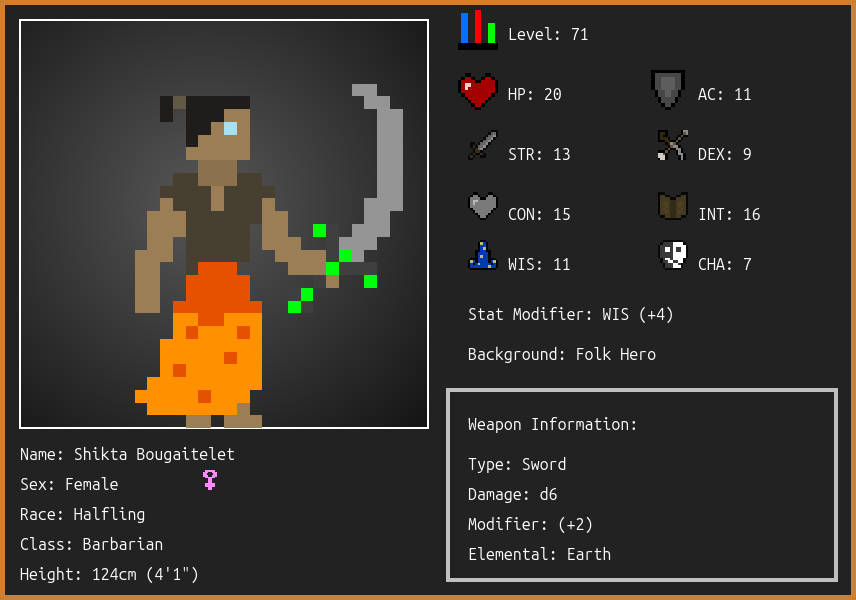 Level: 71
HP: 20
AC: 11
STR: 13
DEX: 9
CON: 15
INT: 16
WIS: 11
CHA: 7
Stat Modifier: WIS (+4)
Background: Folk Hero
Weapon Information:
Type: Sword
Damage: d6
Modifier: (+2)
Elemental: Earth
Name: Shikta Bougaitelet
Sex: Female
Race: Halfling
Class: Barbarian
Height: 124cm (4'1")